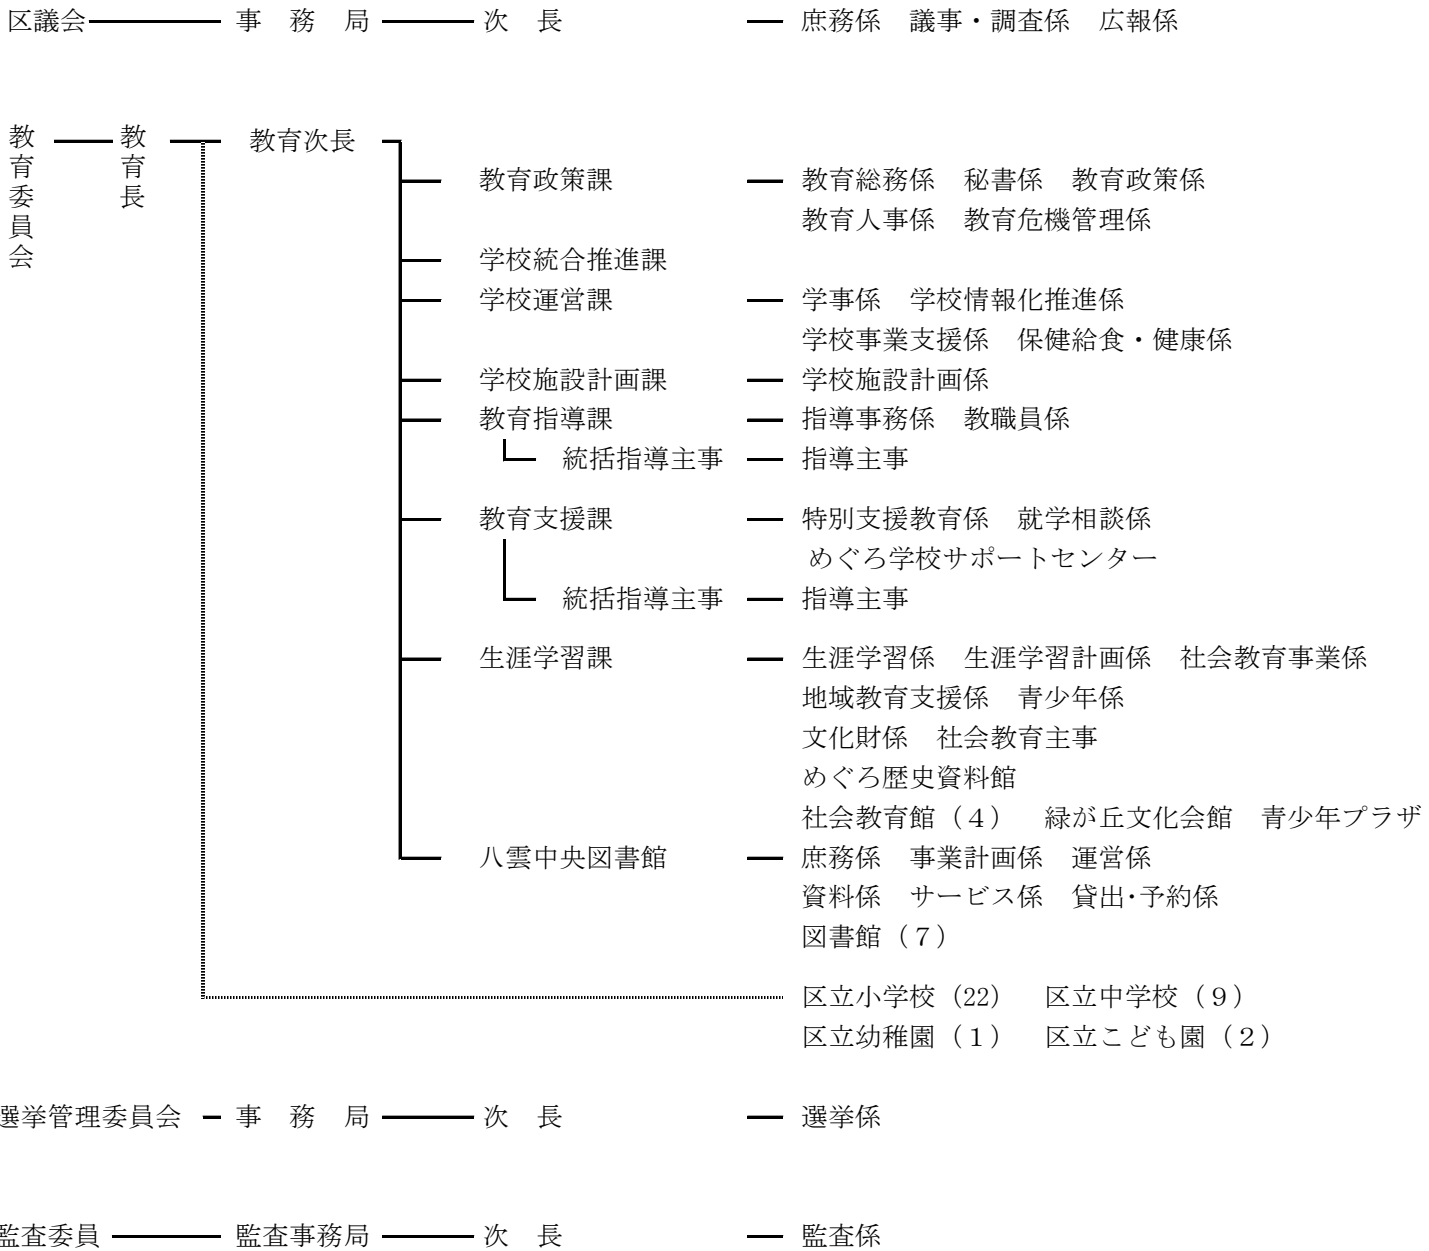 区議会 事　務　局 次　長 庶務係　議事・調査係　広報係
教育委員会 教育長 教育次長
教育政策課 教育総務係　秘書係　教育政策係
教育人事係　教育危機管理係
学校統合推進課
学校運営課 学事係　学校情報化推進係
学校事業支援係　保健給食・健康係
学校施設計画課 学校施設計画係
教育指導課 指導事務係　教職員係
統括指導主事 指導主事
教育支援課 特別支援教育係　就学相談係
めぐろ学校サポートセンター
統括指導主事 指導主事
生涯学習課 生涯学習係　生涯学習計画係　社会教育事業係
地域教育支援係　青少年係
文化財係　社会教育主事
めぐろ歴史資料館
社会教育館（４）　緑が丘文化会館　青少年プラザ
八雲中央図書館 庶務係　事業計画係　運営係
資料係　サービス係　貸出・予約係
図書館（７）
区立小学校（22）　区立中学校（９）
区立幼稚園（１）　区立こども園（２）
選挙管理委員会 事　務　局 次　長 選挙係
監査委員 監査事務局 次　長 監査係